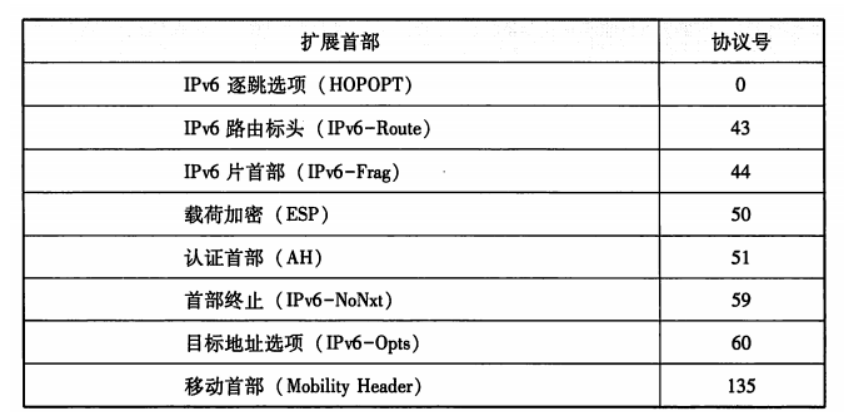 扩展首部 协议号
IPv6 逐跳选项（HOPOPT） 0
IPv6 路由标头（IPv6-Route） 43
IPv6 片首部（IPv6-Frag） 44
载荷加密（ESP） 50
认证首部（AH） 51
首部终止（IPv6-NoNxt） 59
目标地址选项（IPv6-Opts） 60
移动首部（Mobility Header） 135